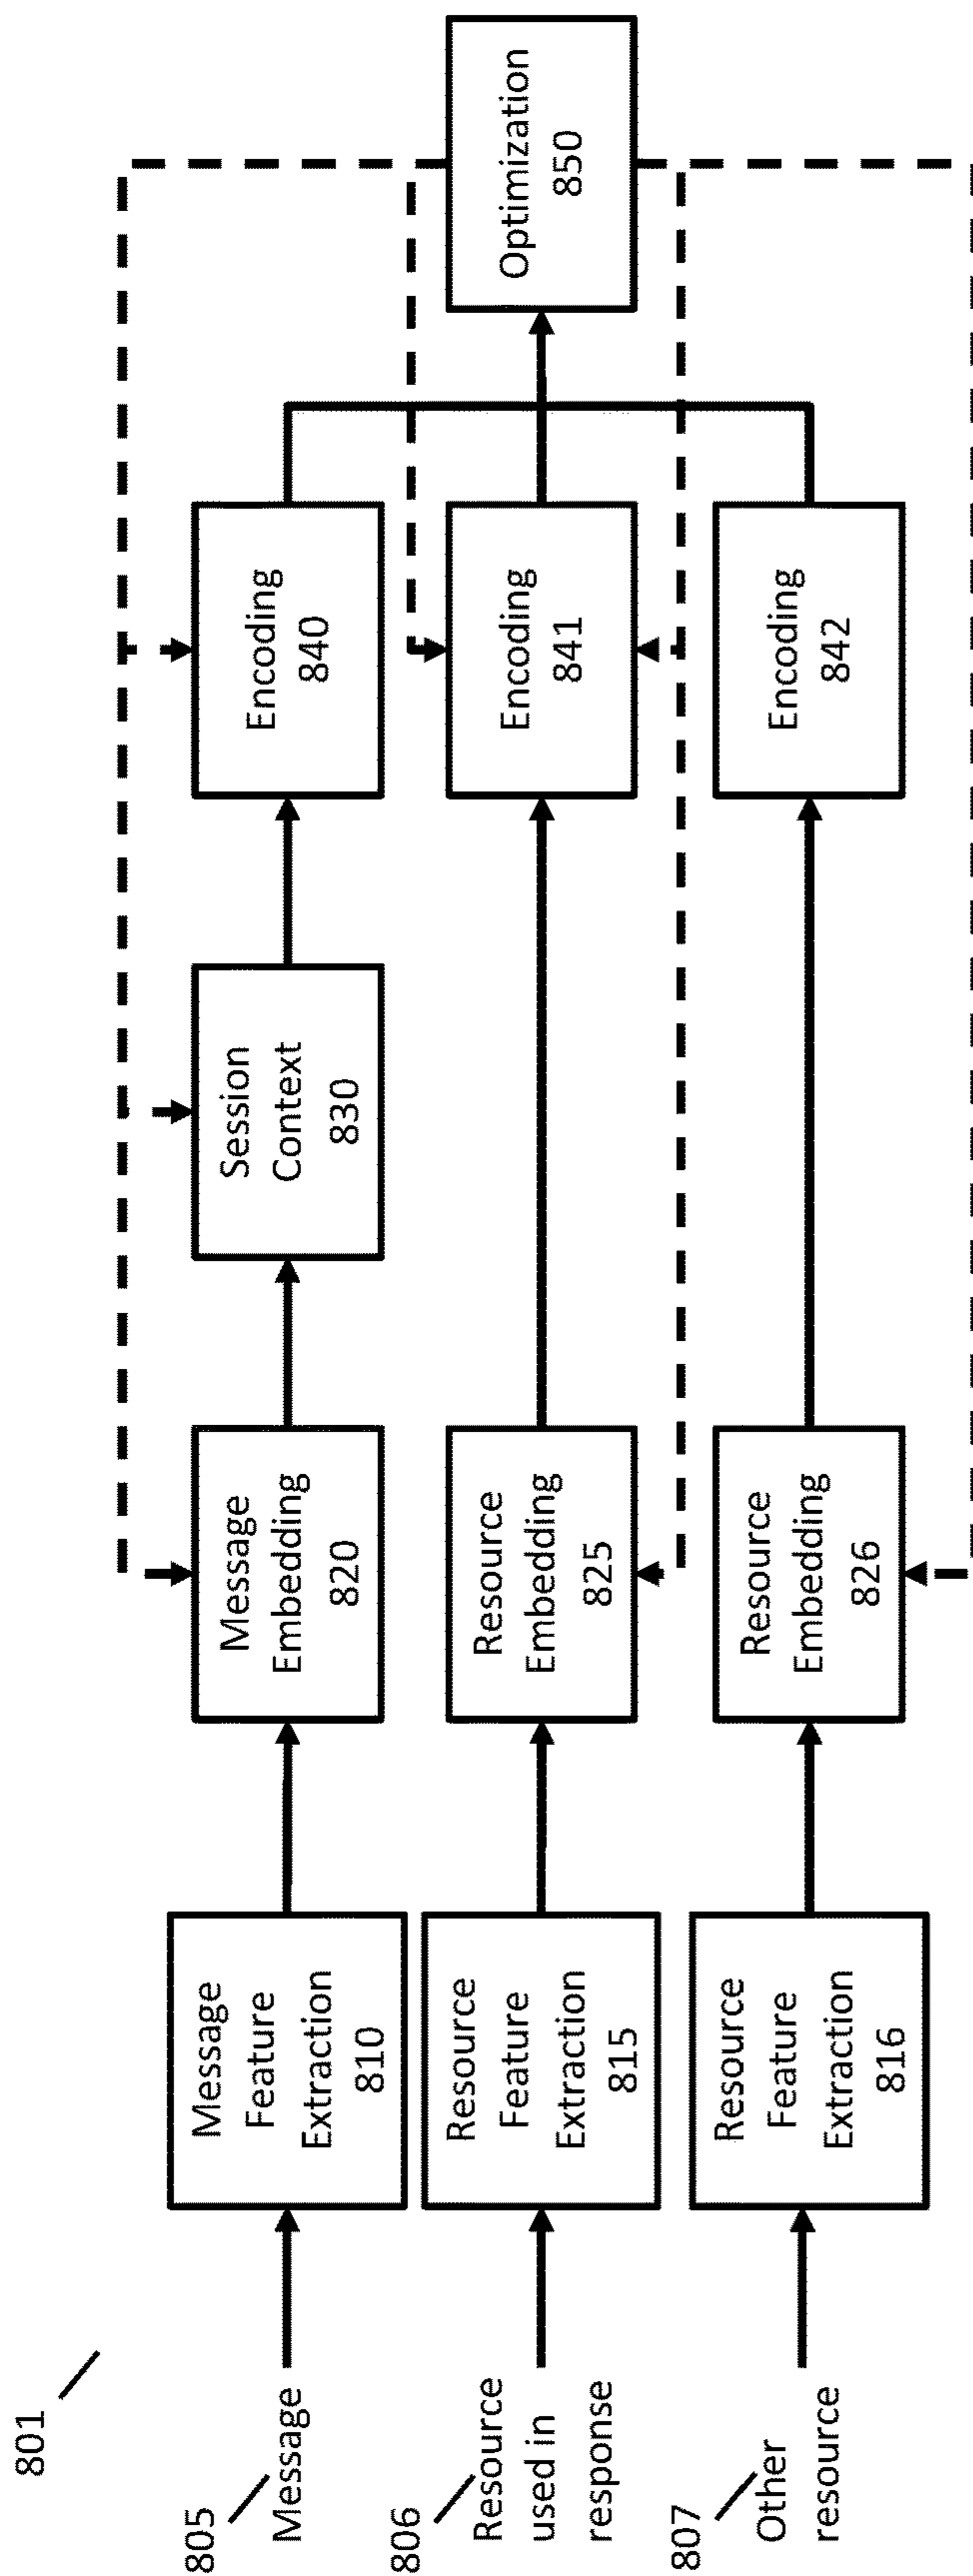 801
805
Message
Message
Feature
Extraction
810
Message
Embedding
820
Session
Context
830
Encoding
840
806
Resource
used in
response
Resource
Feature
Extraction
815
Resource
Embedding
825
Encoding
841
Optimization
850
807
Other
resource
Resource
Feature
Extraction
816
Resource
Embedding
826
Encoding
842